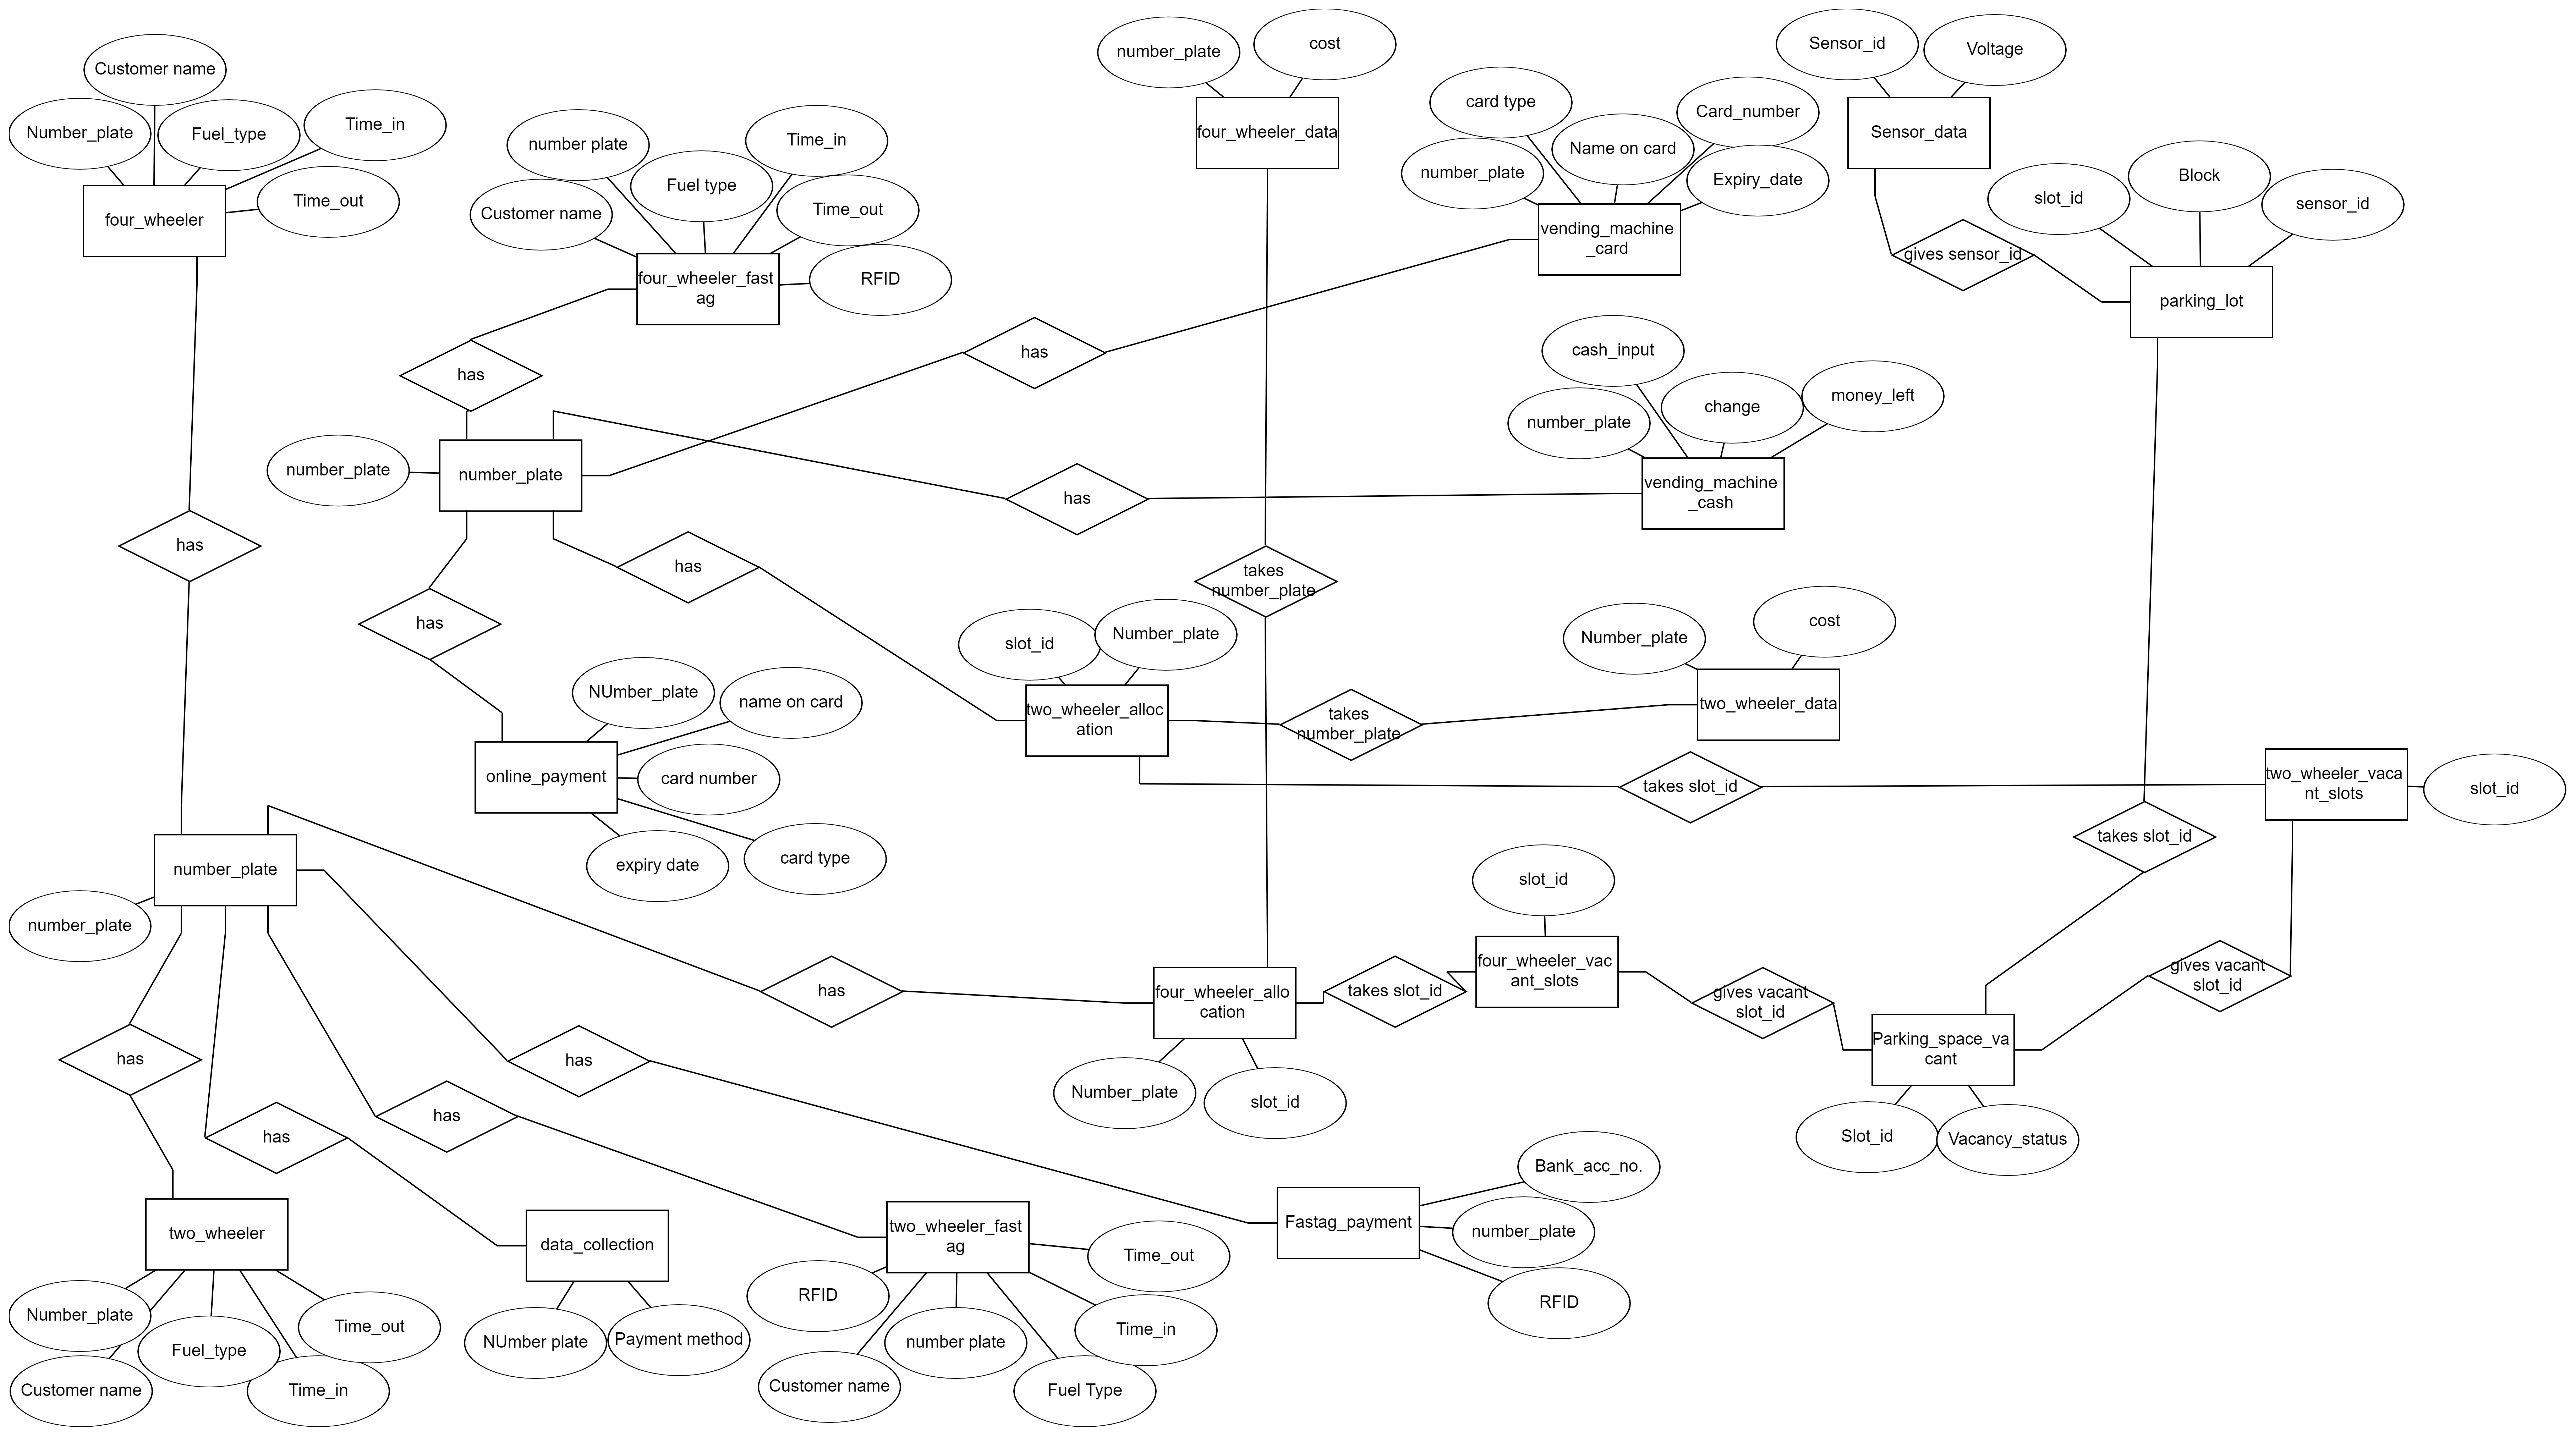 Customer name
Number_plate
Fuel_type
Time_in
Time_out
four_wheeler
number plate
Time_in
Fuel type
Customer name
Time_out
RFID
four_wheeler_fast
ag
number_plate
cost
four_wheeler_data
card type
Card_number
Name on card
number_plate
Expiry_date
vending_machine
_card
Sensor_id
Voltage
Sensor_data
gives sensor_id
slot_id
Block
sensor_id
parking_lot
has
has
cash_input
change
money_left
number_plate
vending_machine
_cash
number_plate
number_plate
has
has
has
has
takes
number_plate
slot_id
Number_plate
two_wheeler_alloc
ation
takes
number_plate
Number_plate
cost
two_wheeler_data
NUmber_plate
name on card
online_payment
card number
expiry date
card type
takes slot_id
two_wheeler_vaca
nt_slots
slot_id
takes slot_id
number_plate
number_plate
slot_id
four_wheeler_vac
ant_slots
has
four_wheeler_allo
cation
takes slot_id
gives vacant
slot_id
gives vacant
slot_id
Parking_space_va
cant
Number_plate
slot_id
Slot_id
Vacancy_status
has
has
has
has
two_wheeler
Number_plate
Time_out
Fuel_type
Customer name
Time_in
data_collection
NUmber plate
Payment method
two_wheeler_fast
ag
Time_out
RFID
Time_in
number plate
Customer name
Fuel Type
Fastag_payment
Bank_acc_no.
number_plate
RFID